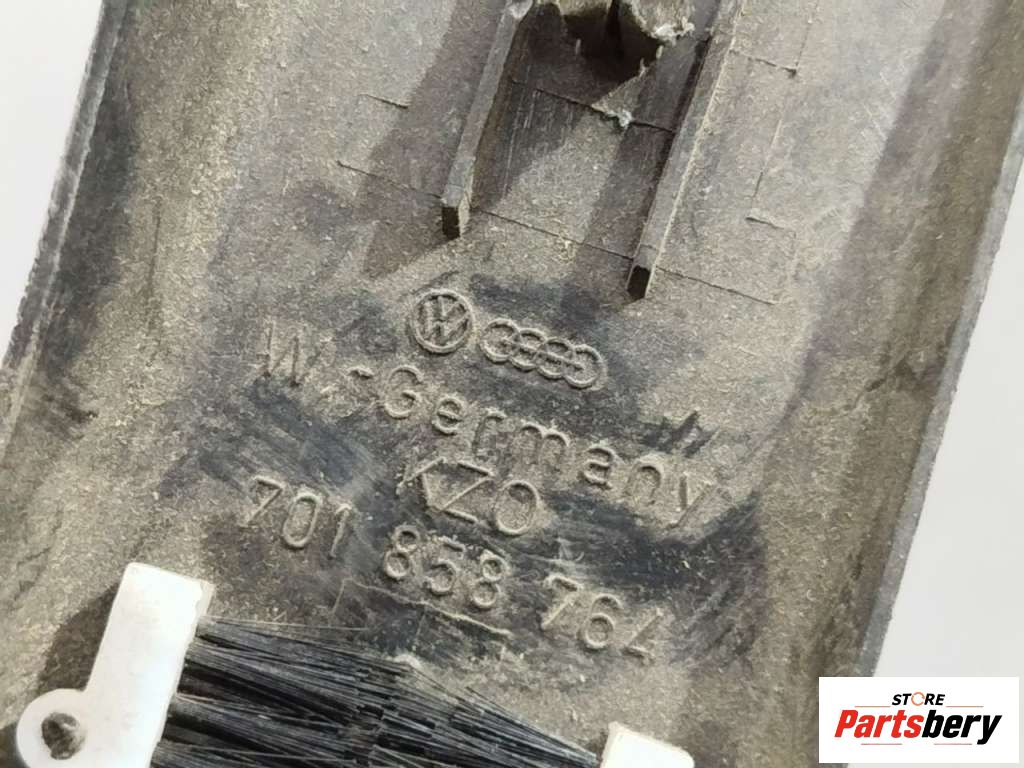 W.-Germany
KZO
701 858 764
STORE
Partsbery